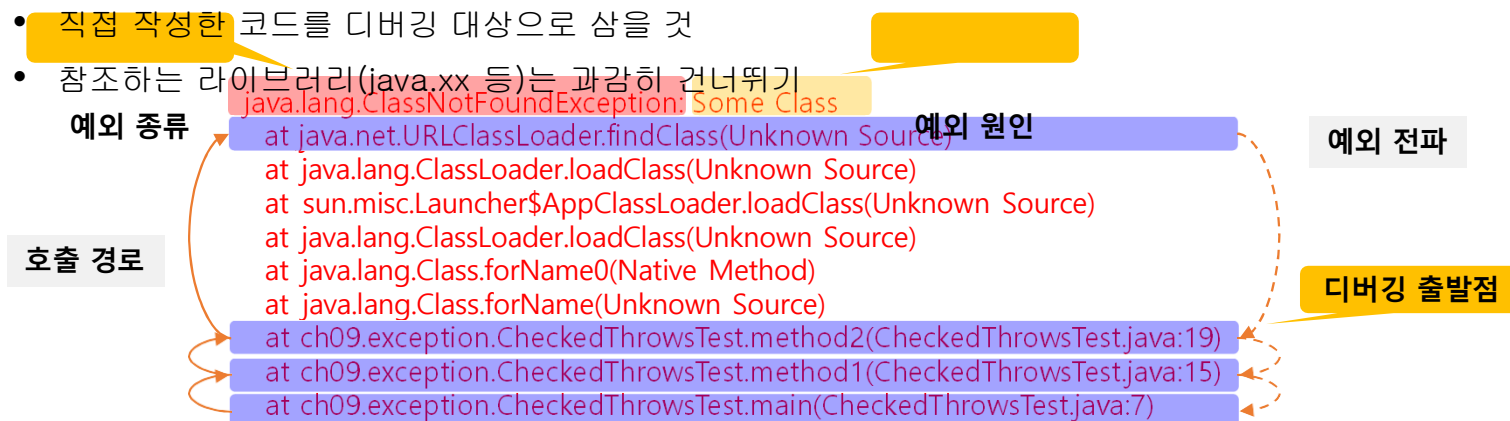 • 직접 작성한 코드를 디버깅 대상으로 삼을 것
• 참조하는 라이브러리(java.xx 등)는 과감히 건너뛰기
java.lang.ClassNotFoundException: Some Class
예외 종류
예외 원인
at java.net.URLClassLoader.findClass(Unknown Source)
예외 전파
at java.lang.ClassLoader.loadClass(Unknown Source)
at sun.misc.Launcher$AppClassLoader.loadClass(Unknown Source)
at java.lang.ClassLoader.loadClass(Unknown Source)
호출 경로
at java.lang.Class.forName0(Native Method)
at java.lang.Class.forName(Unknown Source)
디버깅 출발점
at ch09.exception.CheckedThrowsTest.method2(CheckedThrowsTest.java:19)
at ch09.exception.CheckedThrowsTest.method1(CheckedThrowsTest.java:15)
at ch09.exception.CheckedThrowsTest.main(CheckedThrowsTest.java:7)